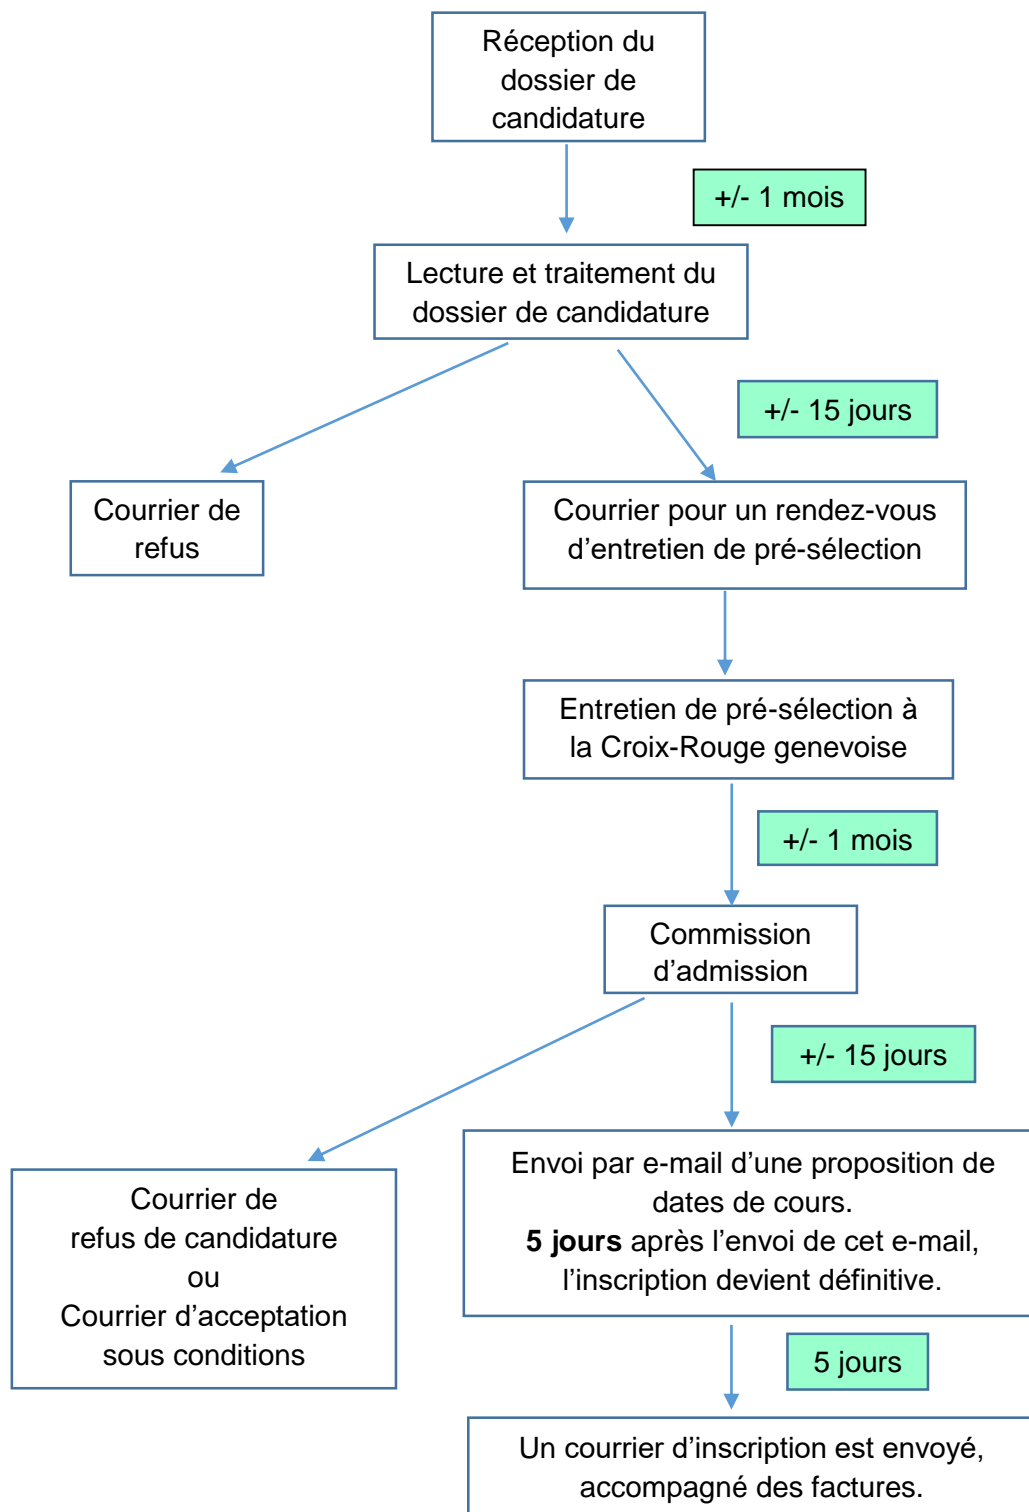 Réception du
dossier de
candidature
+/- 1 mois
Lecture et traitement du
dossier de candidature
+/- 15 jours
Courrier de
refus
Courrier pour un rendez-vous
d’entretien de pré-sélection
Entretien de pré-sélection à
la Croix-Rouge genevoise
+/- 1 mois
Commission
d’admission
+/- 15 jours
Courrier de
refus de candidature
ou
Courrier d’acceptation
sous conditions
Envoi par e-mail d’une proposition de
dates de cours.
5 jours après l’envoi de cet e-mail,
l’inscription devient définitive.
5 jours
Un courrier d’inscription est envoyé,
accompagné des factures.